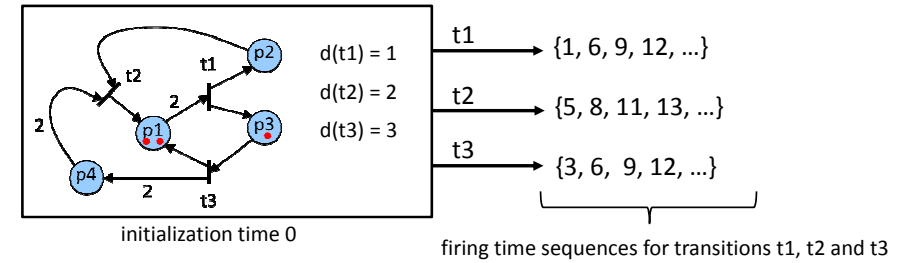 p2
t1
t2
2
p1
p3
2
p4
2
t3
d(t1) = 1
d(t2) = 2
d(t3) = 3
t1
{1, 6, 9, 12, ...}
t2
{5, 8, 11, 13, ...}
t3
{3, 6, 9, 12, ...}
initialization time 0
firing time sequences for transitions t1, t2 and t3